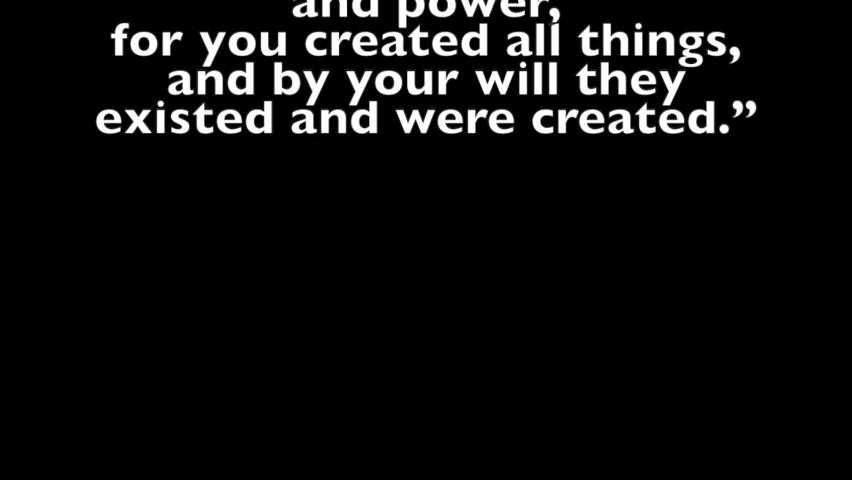 and power,
for you created all things,
and by your will they
existed and were created.”